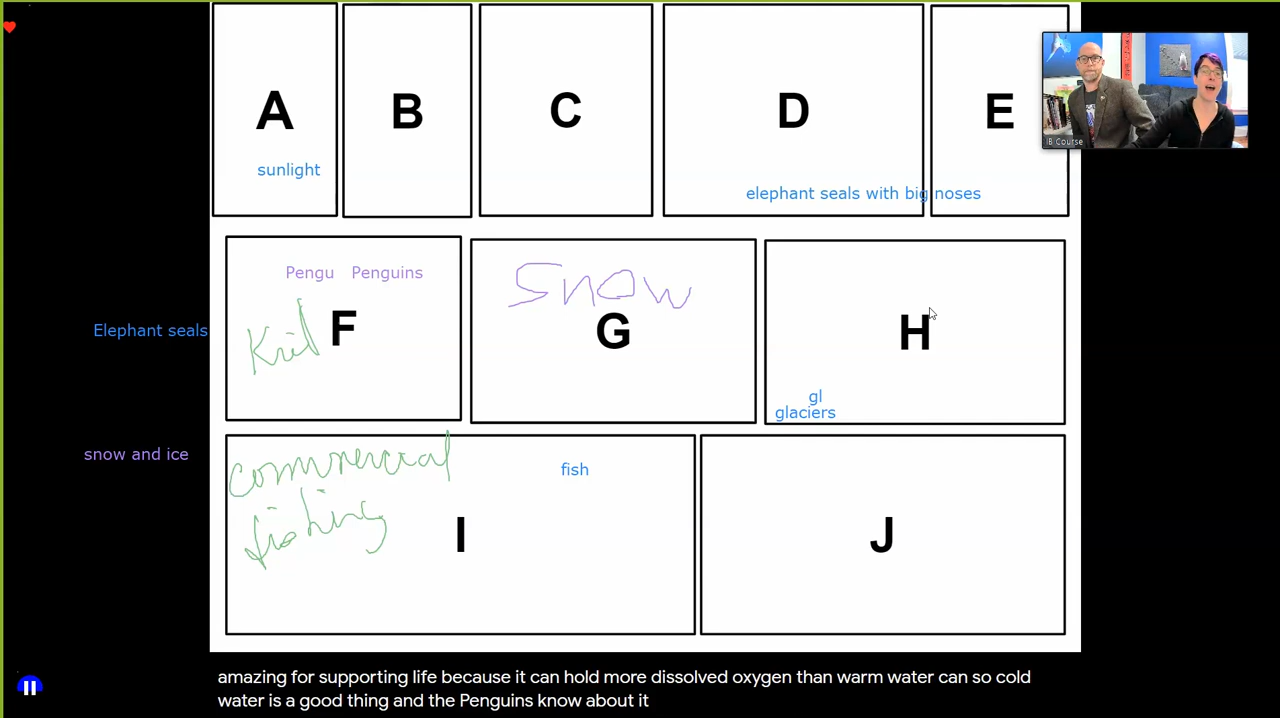 A
B
C
D
E
sunlight
elephant seals with big noses
IB Course
Pengu Penguins
snow
Elephant seals
Kril
F
G
H
gl
glaciers
snow and ice
commercial
fishing
fish
I
J
amazing for supporting life because it can hold more dissolved oxygen than warm water can so cold
water is a good thing and the Penguins know about it